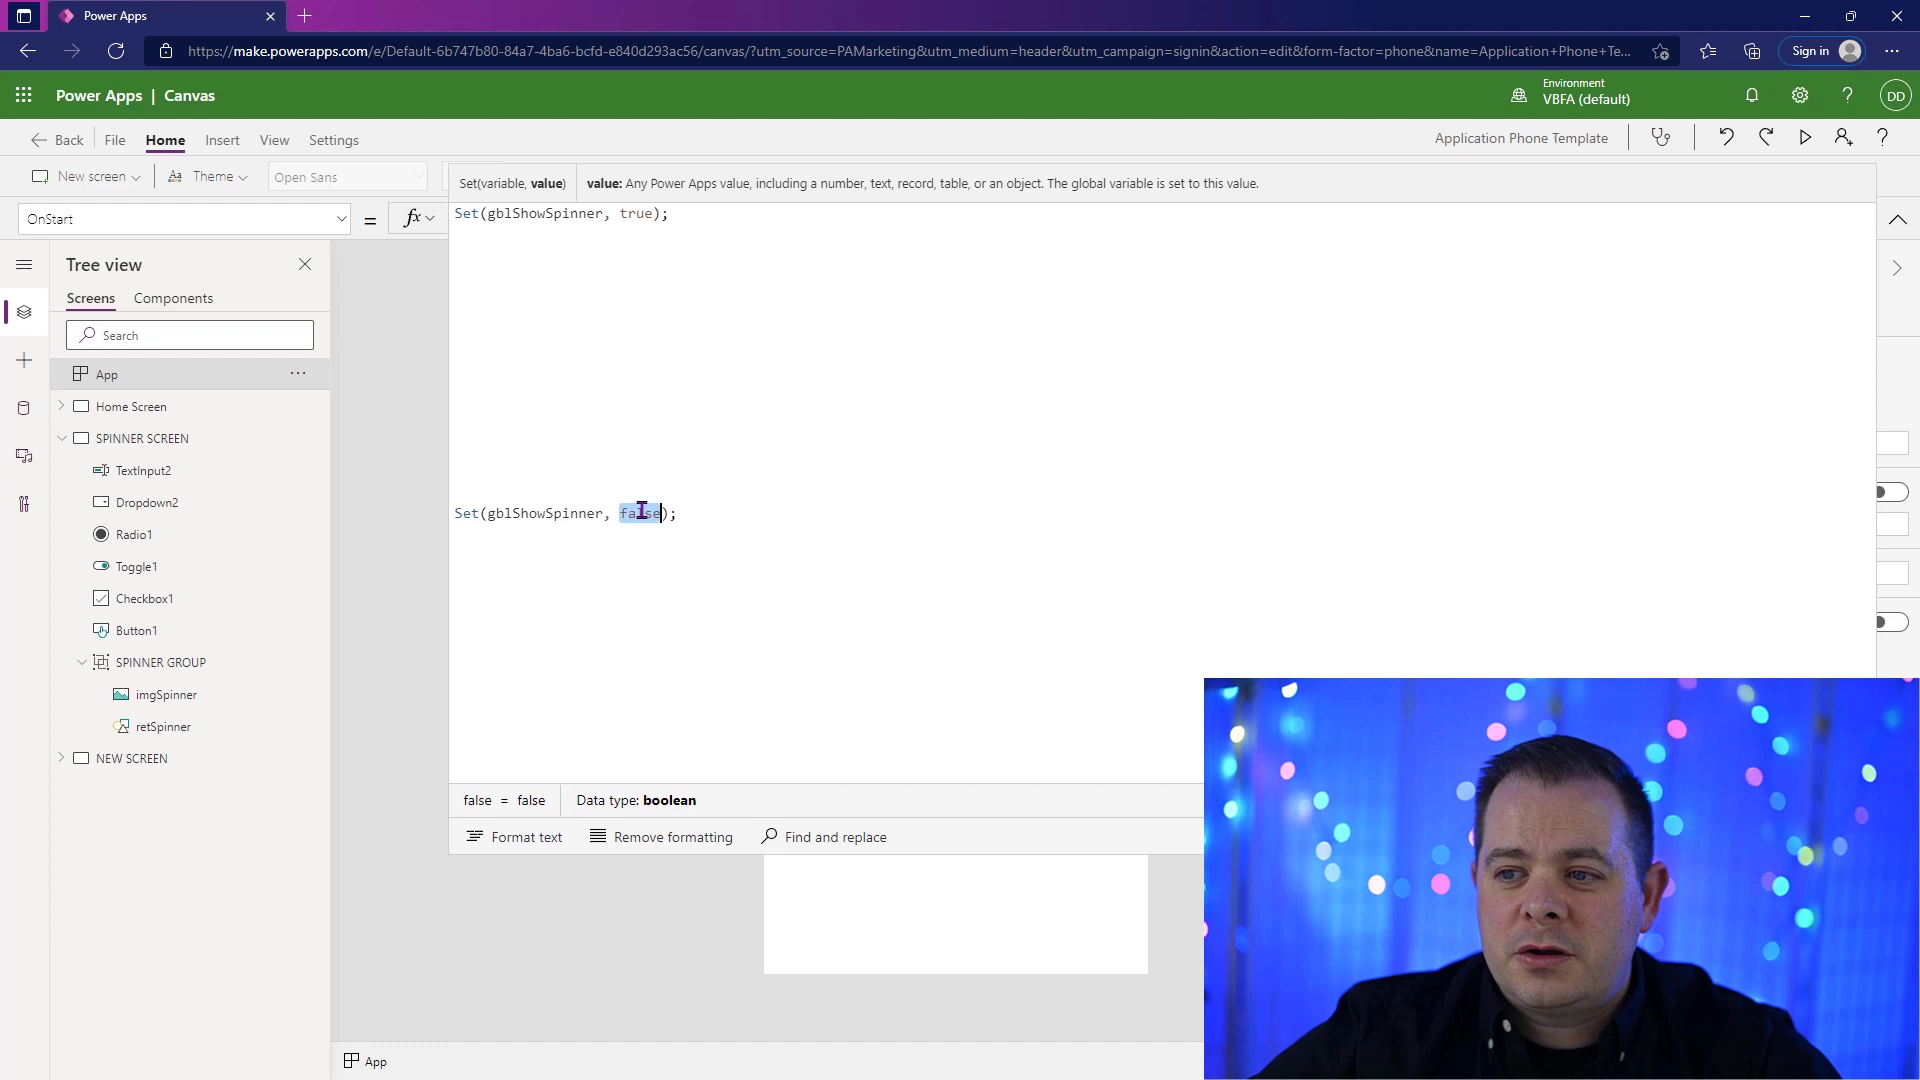 Power Apps
https://make.powerapps.com/e/Default-6b747b80-84a7-4ba6-bcfd-e840d293ac56/canvas/?utm_source=PAMarketing&utm_medium=header&utm_campaign=signin&action=edit&form-factor=phone&name=Application+Phone+Te...
Sign in
Power Apps | Canvas
Environment
VBFA (default)
DD
Back File Home Insert View Settings
Application Phone Template
New screen Theme Open Sans
Set(variable, value) value: Any Power Apps value, including a number, text, record, table, or an object. The global variable is set to this value.
OnStart = fx
Set(gblShowSpinner, true);
Tree view
Screens Components
Search
App
Home Screen
SPINNER SCREEN
TextInput2
Dropdown2
Set(gblShowSpinner, false);
Radio1
Toggle1
Checkbox1
Button1
SPINNER GROUP
imgSpinner
retSpinner
NEW SCREEN
false = false Data type: boolean
Format text Remove formatting Find and replace
App